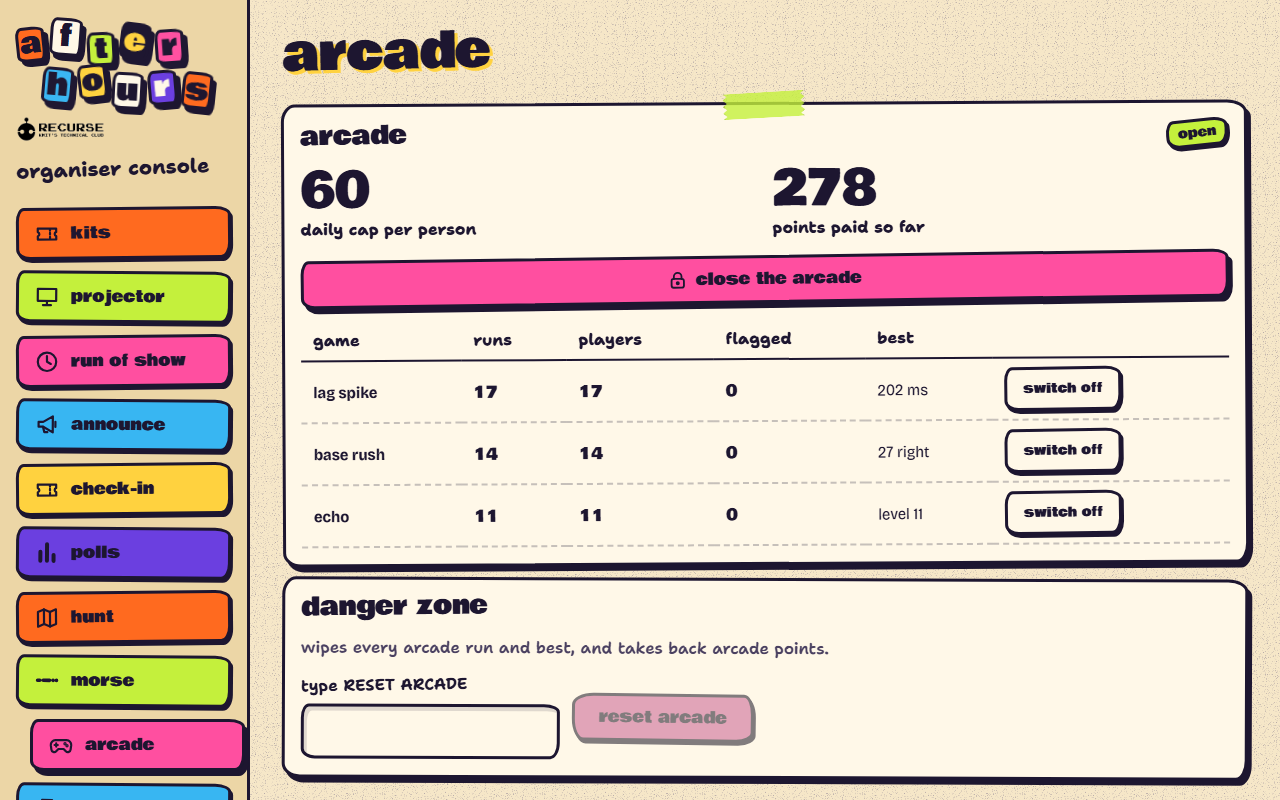 after
hours
RECURSE
KMIT'S TECHNICAL CLUB
organiser console
kits
projector
run of show
announce
check-in
polls
hunt
morse
arcade
arcade
arcade
open
60
278
daily cap per person
points paid so far
close the arcade
game runs players flagged best
lag spike 17 17 0 202 ms switch off
base rush 14 14 0 27 right switch off
echo 11 11 0 level 11 switch off
danger zone
wipes every arcade run and best, and takes back arcade points.
type RESET ARCADE
reset arcade